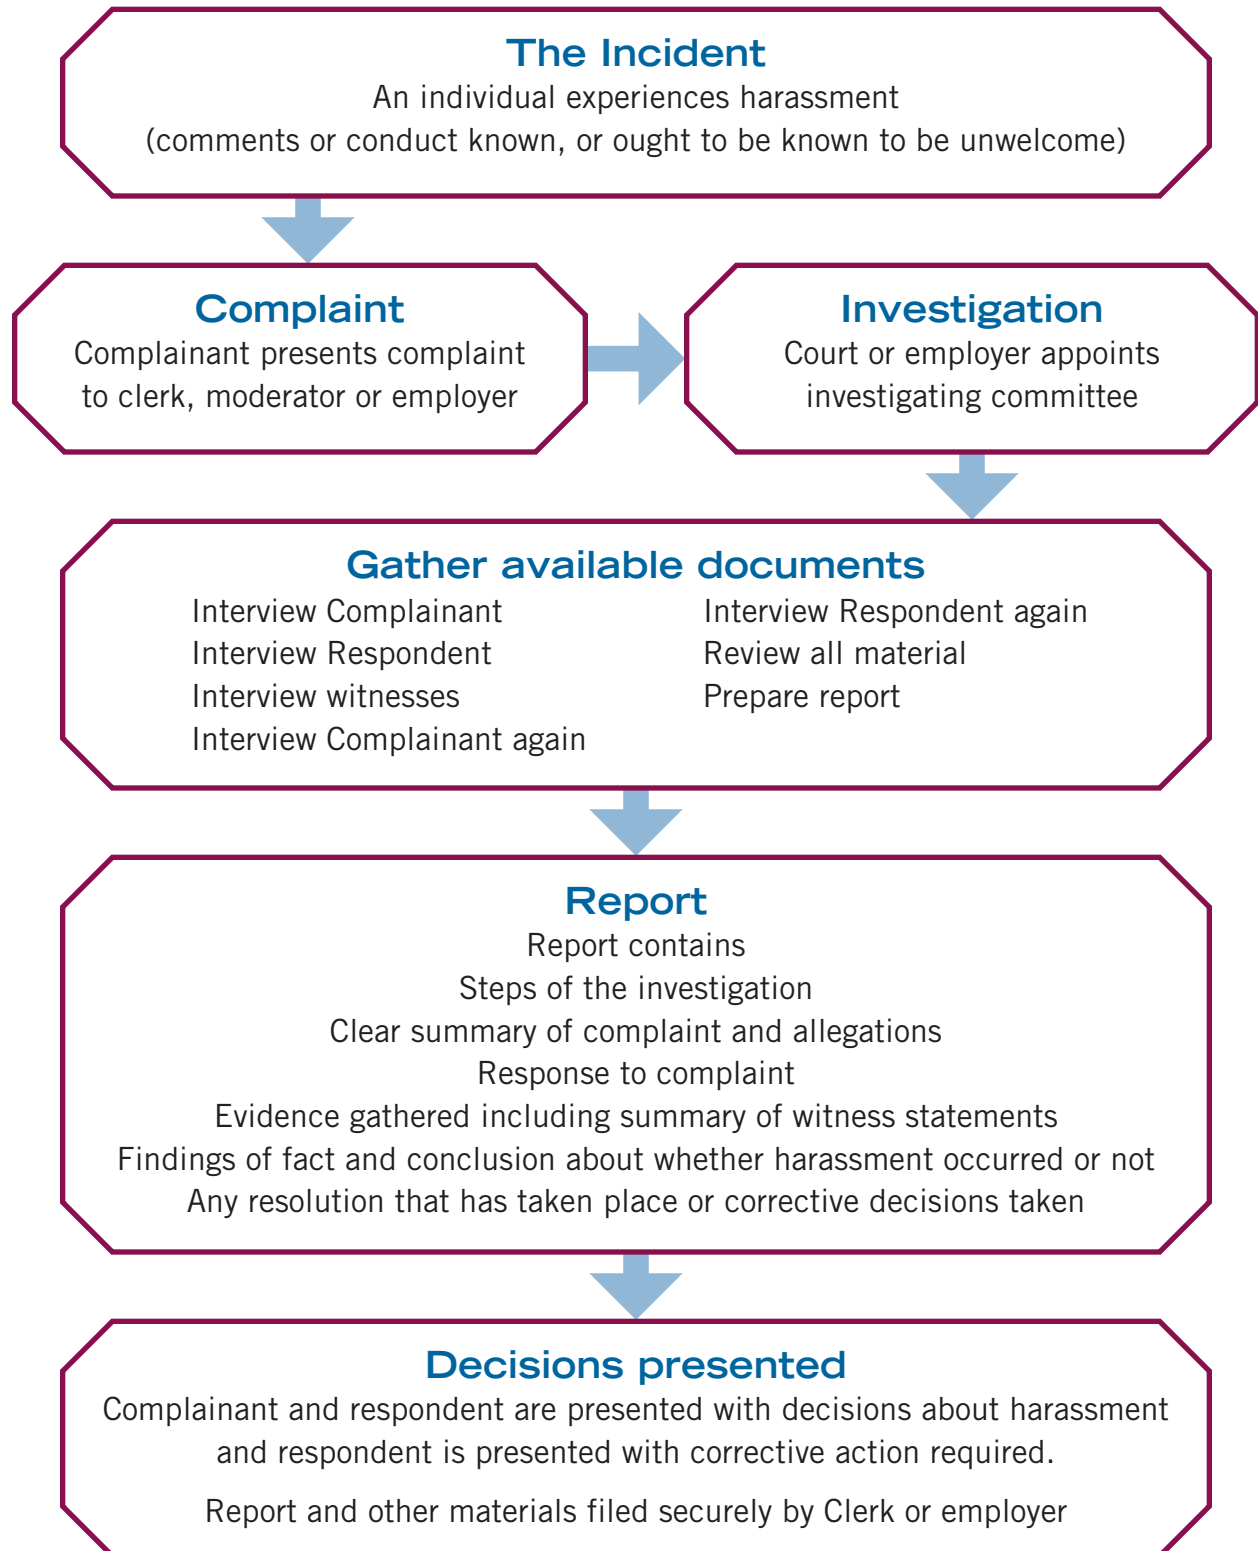 The Incident
An individual experiences harassment
(comments or conduct known, or ought to be known to be unwelcome)
Complaint
Complainant presents complaint
to clerk, moderator or employer
Investigation
Court or employer appoints
investigating committee
Gather available documents
Interview Complainant
Interview Respondent
Interview witnesses
Interview Complainant again
Interview Respondent again
Review all material
Prepare report
Report
Report contains
Steps of the investigation
Clear summary of complaint and allegations
Response to complaint
Evidence gathered including summary of witness statements
Findings of fact and conclusion about whether harassment occurred or not
Any resolution that has taken place or corrective decisions taken
Decisions presented
Complainant and respondent are presented with decisions about harassment
and respondent is presented with corrective action required.
Report and other materials filed securely by Clerk or employer